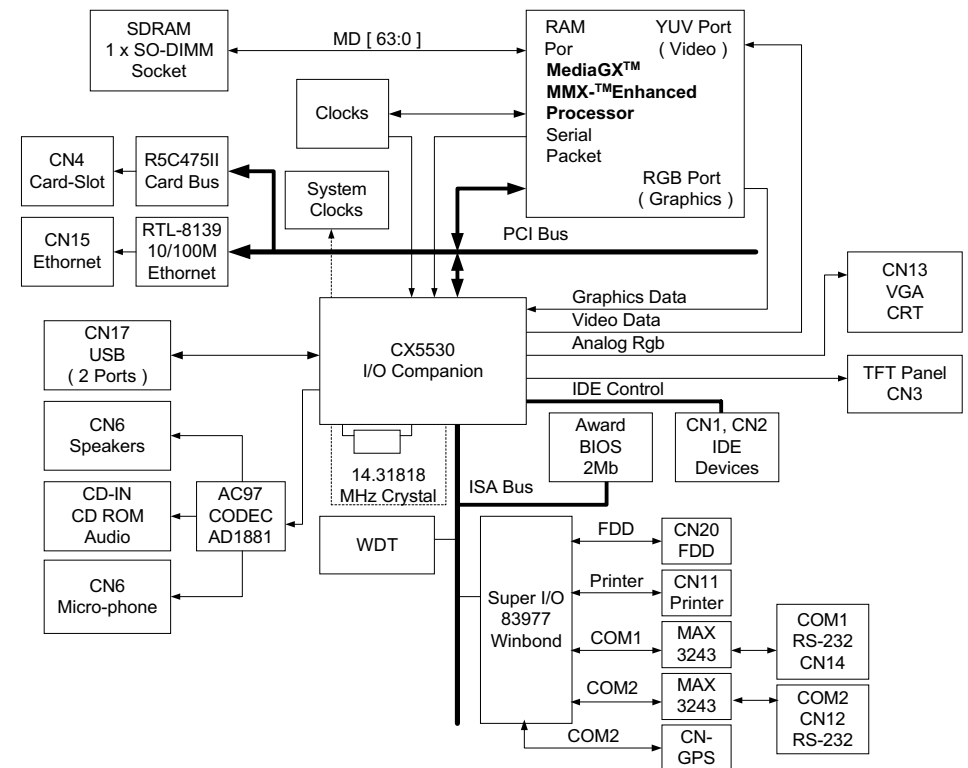 SDRAM
1 x SO-DIMM
Socket
MD [ 63:0 ]
RAM
Por
MediaGX™
MMX-™Enhanced
Processor
Serial
Packet
YUV Port
( Video )
RGB Port
( Graphics )
Clocks
CN4
Card-Slot
R5C475II
Card Bus
System
Clocks
CN15
Ethornet
RTL-8139
10/100M
Ethornet
PCI Bus
CN13
VGA
CRT
Graphics Data
Video Data
Analog Rgb
CN17
USB
( 2 Ports )
CX5530
I/O Companion
TFT Panel
CN3
IDE Control
CN6
Speakers
Award
BIOS
2Mb
CN1, CN2
IDE
Devices
14.31818
MHz Crystal
ISA Bus
CD-IN
CD ROM
Audio
AC97
CODEC
AD1881
WDT
FDD
CN20
FDD
CN6
Micro-phone
Super I/O
83977
Winbond
Printer
CN11
Printer
COM1
MAX
3243
COM1
RS-232
CN14
COM2
MAX
3243
COM2
CN12
RS-232
COM2
CN-
GPS